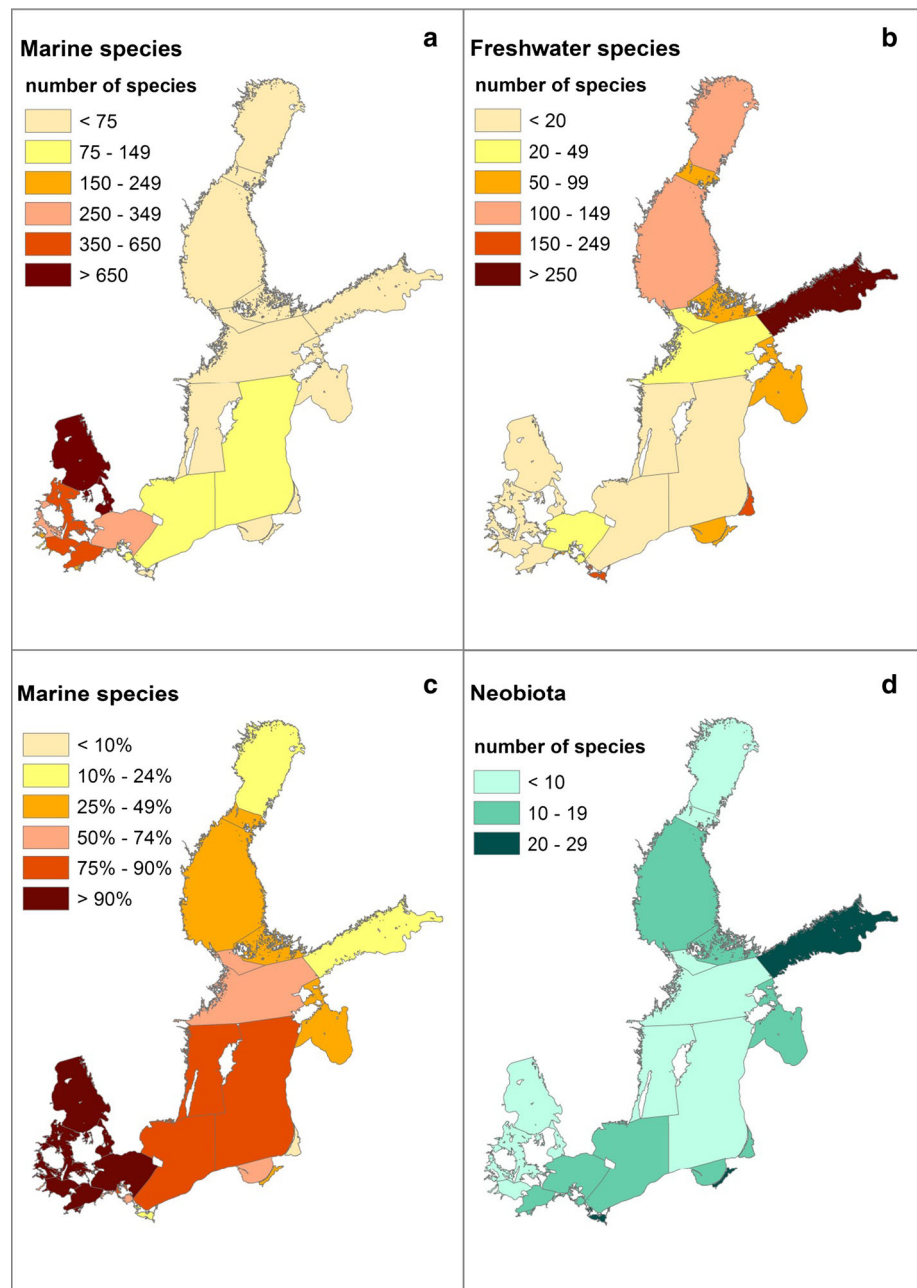 a
Marine species
number of species
< 75
75 - 149
150 - 249
250 - 349
350 - 650
> 650
b
Freshwater species
number of species
< 20
20 - 49
50 - 99
100 - 149
150 - 249
> 250
c
Marine species
< 10%
10% - 24%
25% - 49%
50% - 74%
75% - 90%
> 90%
d
Neobiota
number of species
< 10
10 - 19
20 - 29